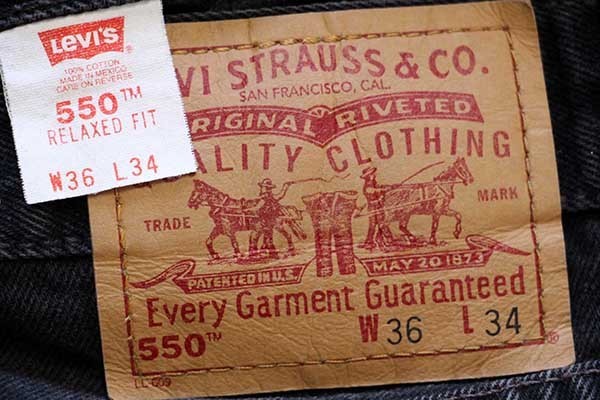 LEVI'S
100% COTTON
MADE IN MEXICO
CARE ON REVERSE
550™
RELAXED FIT
W36 L34
VI STRAUSS & CO.
SAN FRANCISCO, CAL.
RIGINAL RIVETED
ALITY CLOTHING
TRADE MARK
PATENTED IN U.S. MAY 20 1873
Every Garment Guaranteed
550™ W 36 L 34
®